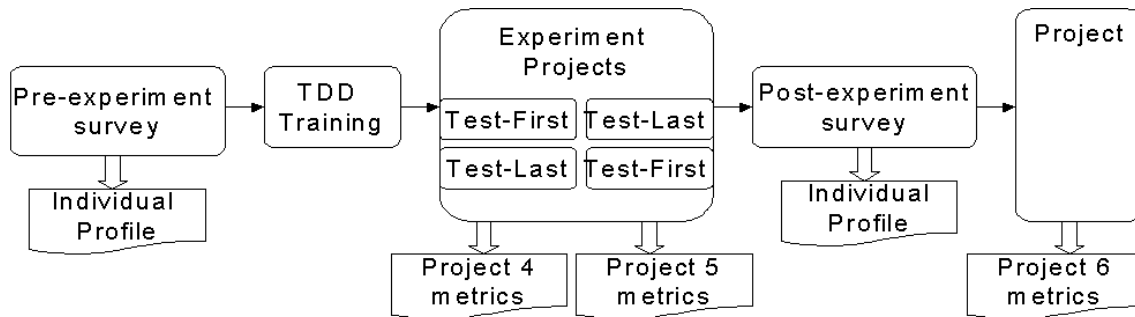 Pre-experiment
survey
Individual
Profile
TDD
Training
Experiment
Projects
Test-First
Test-Last
Test-Last
Test-First
Project 4
metrics
Project 5
metrics
Post-experiment
survey
Individual
Profile
Project
Project 6
metrics